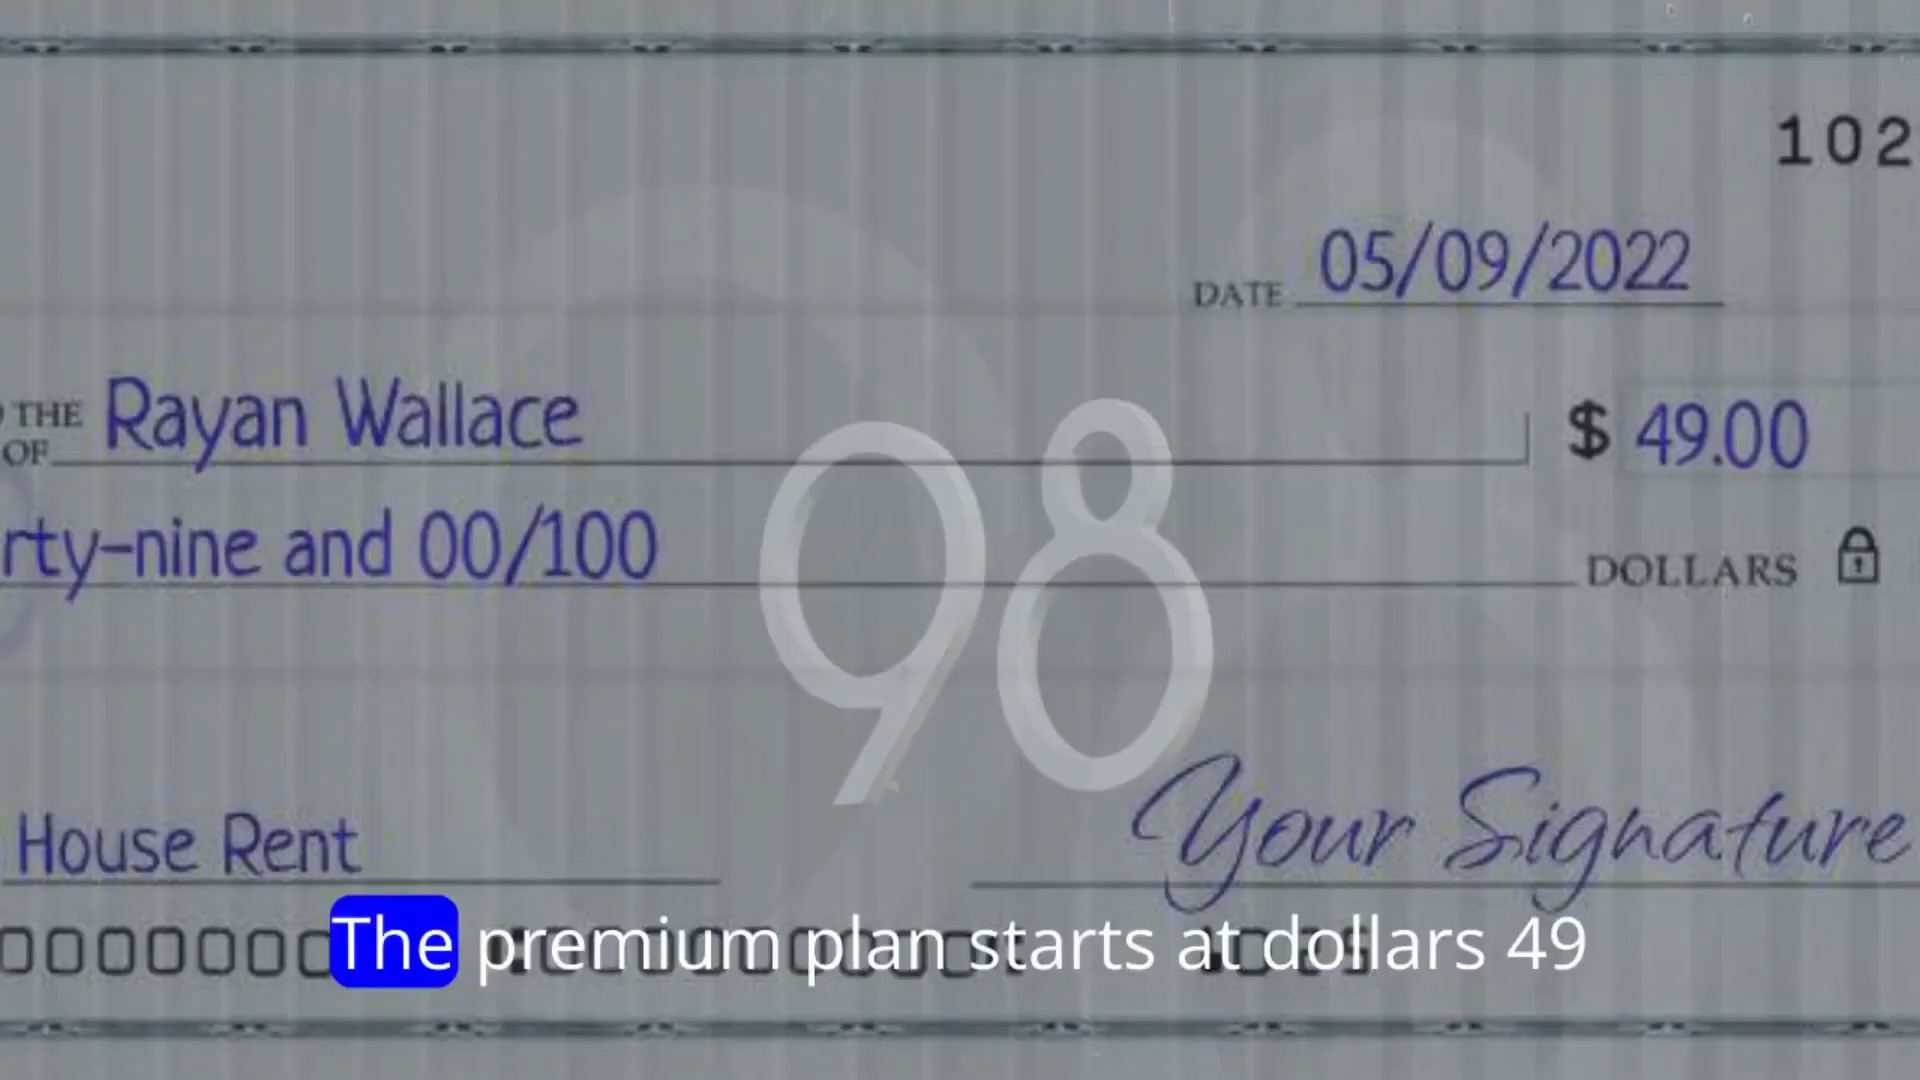 102
DATE 05/09/2022
THE
OF Rayan Wallace $ 49.00
rty-nine and 00/100 DOLLARS
98
House Rent Your Signature
The premium plan starts at dollars 49